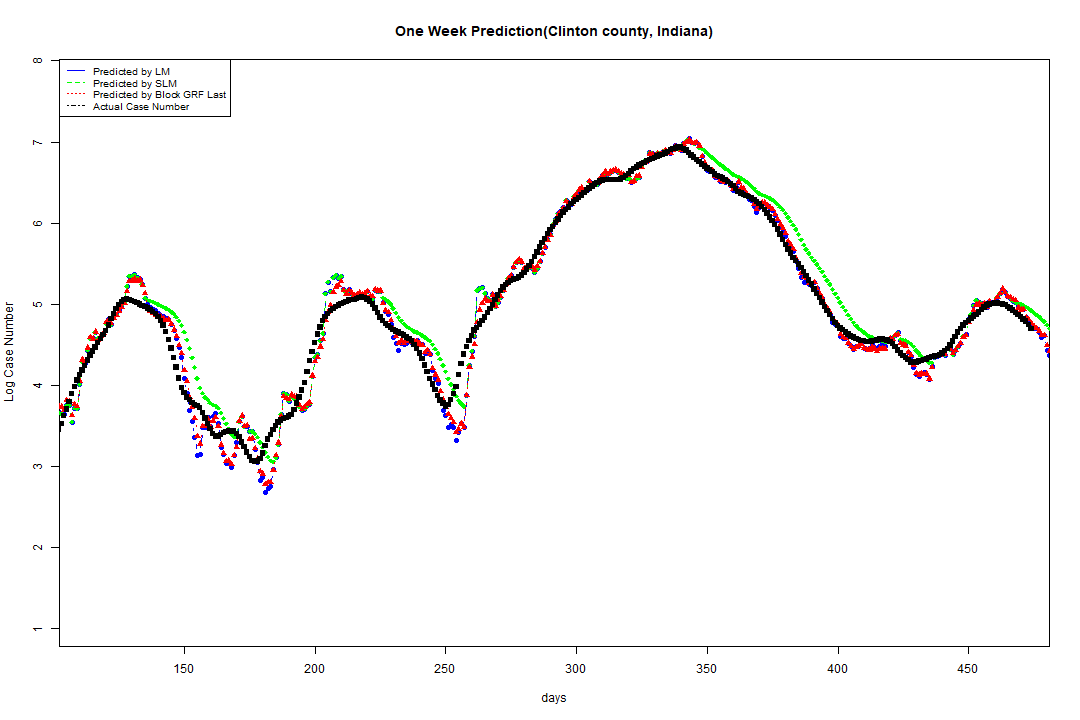 One Week Prediction(Clinton county, Indiana)
Predicted by LM
Predicted by SLM
Predicted by Block GRF Last
Actual Case Number
Log Case Number
8
7
6
5
4
3
2
1
150 200 250 300 350 400 450
days